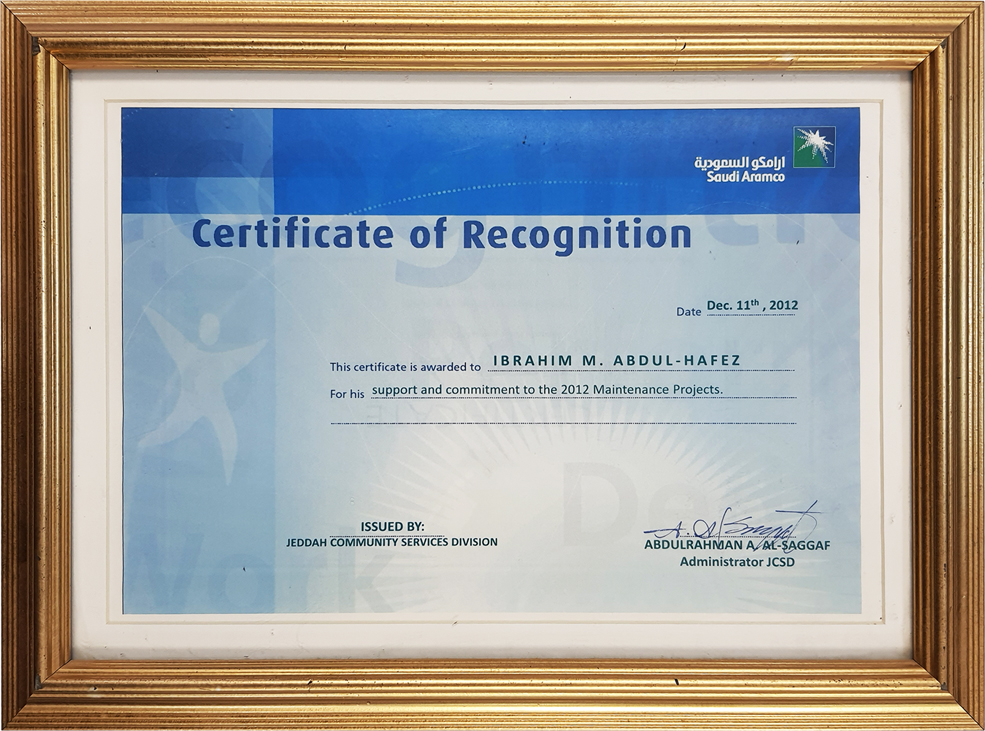 ارامكو السعودية
Saudi Aramco
Certificate of Recognition
Date Dec. 11th , 2012
This certificate is awarded to IBRAHIM M. ABDUL-HAFEZ
For his support and commitment to the 2012 Maintenance Projects.
ISSUED BY:
JEDDAH COMMUNITY SERVICES DIVISION
ABDULRAHMAN A. AL-SAGGAF
Administrator JCSD